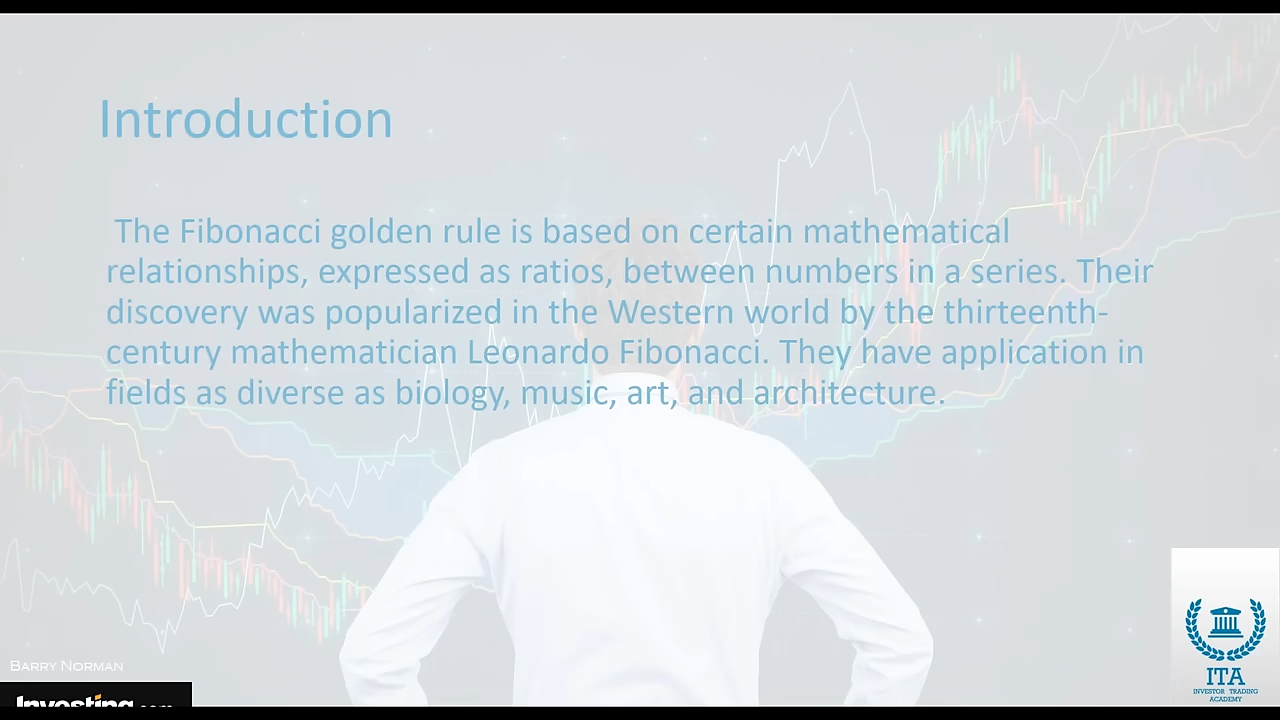 Introduction
The Fibonacci golden rule is based on certain mathematical
relationships, expressed as ratios, between numbers in a series. Their
discovery was popularized in the Western world by the thirteenth-
century mathematician Leonardo Fibonacci. They have application in
fields as diverse as biology, music, art, and architecture.
Barry Norman
Investing.com
ITA
INVESTOR TRADING
ACADEMY